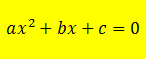 ax² + bx + c = 0